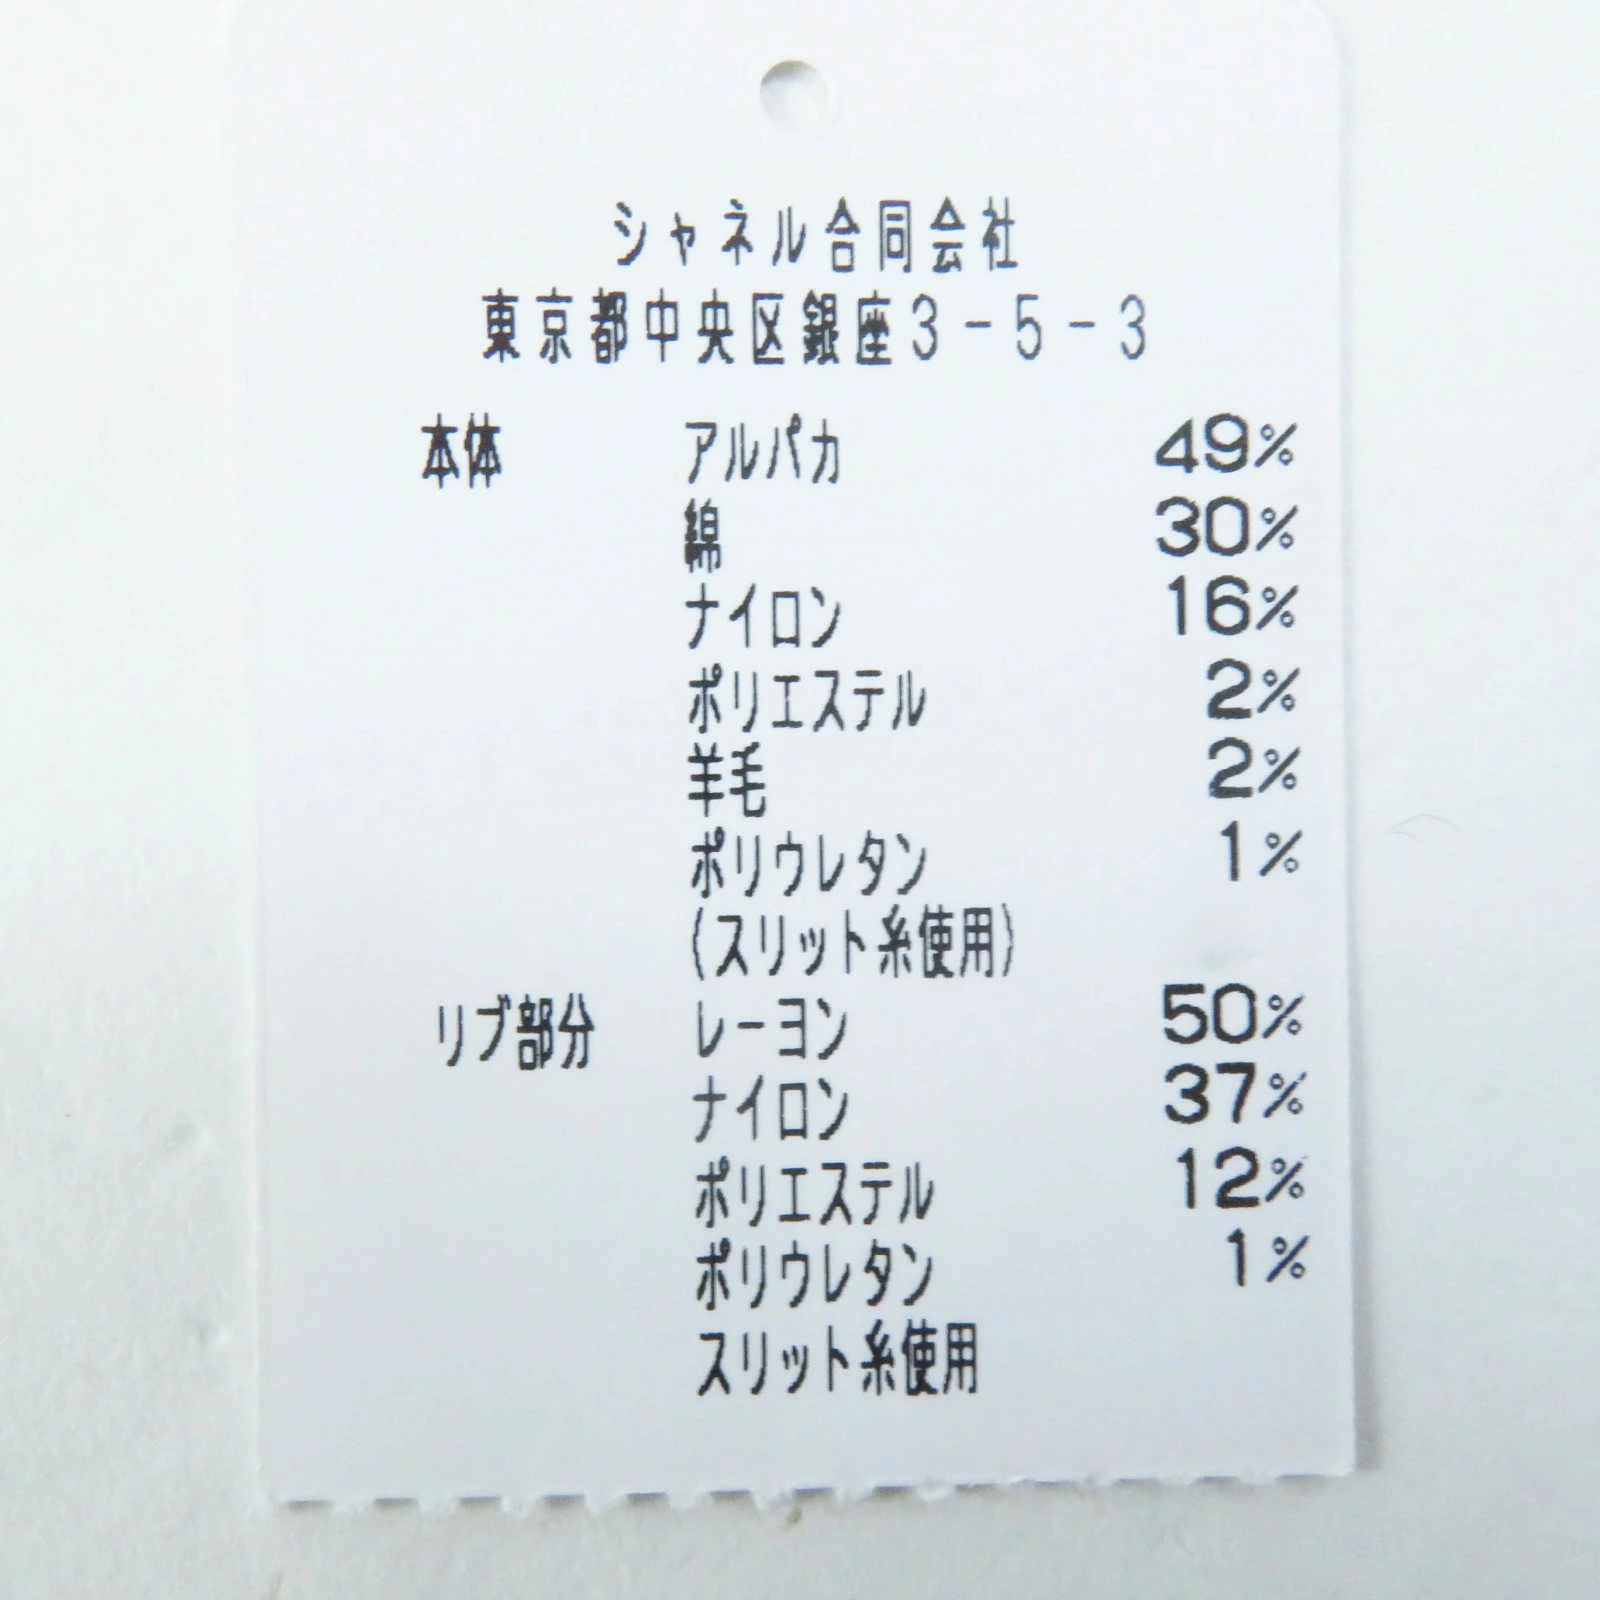 シャネル合同会社
東京都中央区銀座3-5-3
本体 アルパカ 49%
綿 30%
ナイロン 16%
ポリエステル 2%
羊毛 2%
ポリウレタン 1%
(スリット糸使用)
リブ部分 レーヨン 50%
ナイロン 37%
ポリエステル 12%
ポリウレタン 1%
スリット糸使用